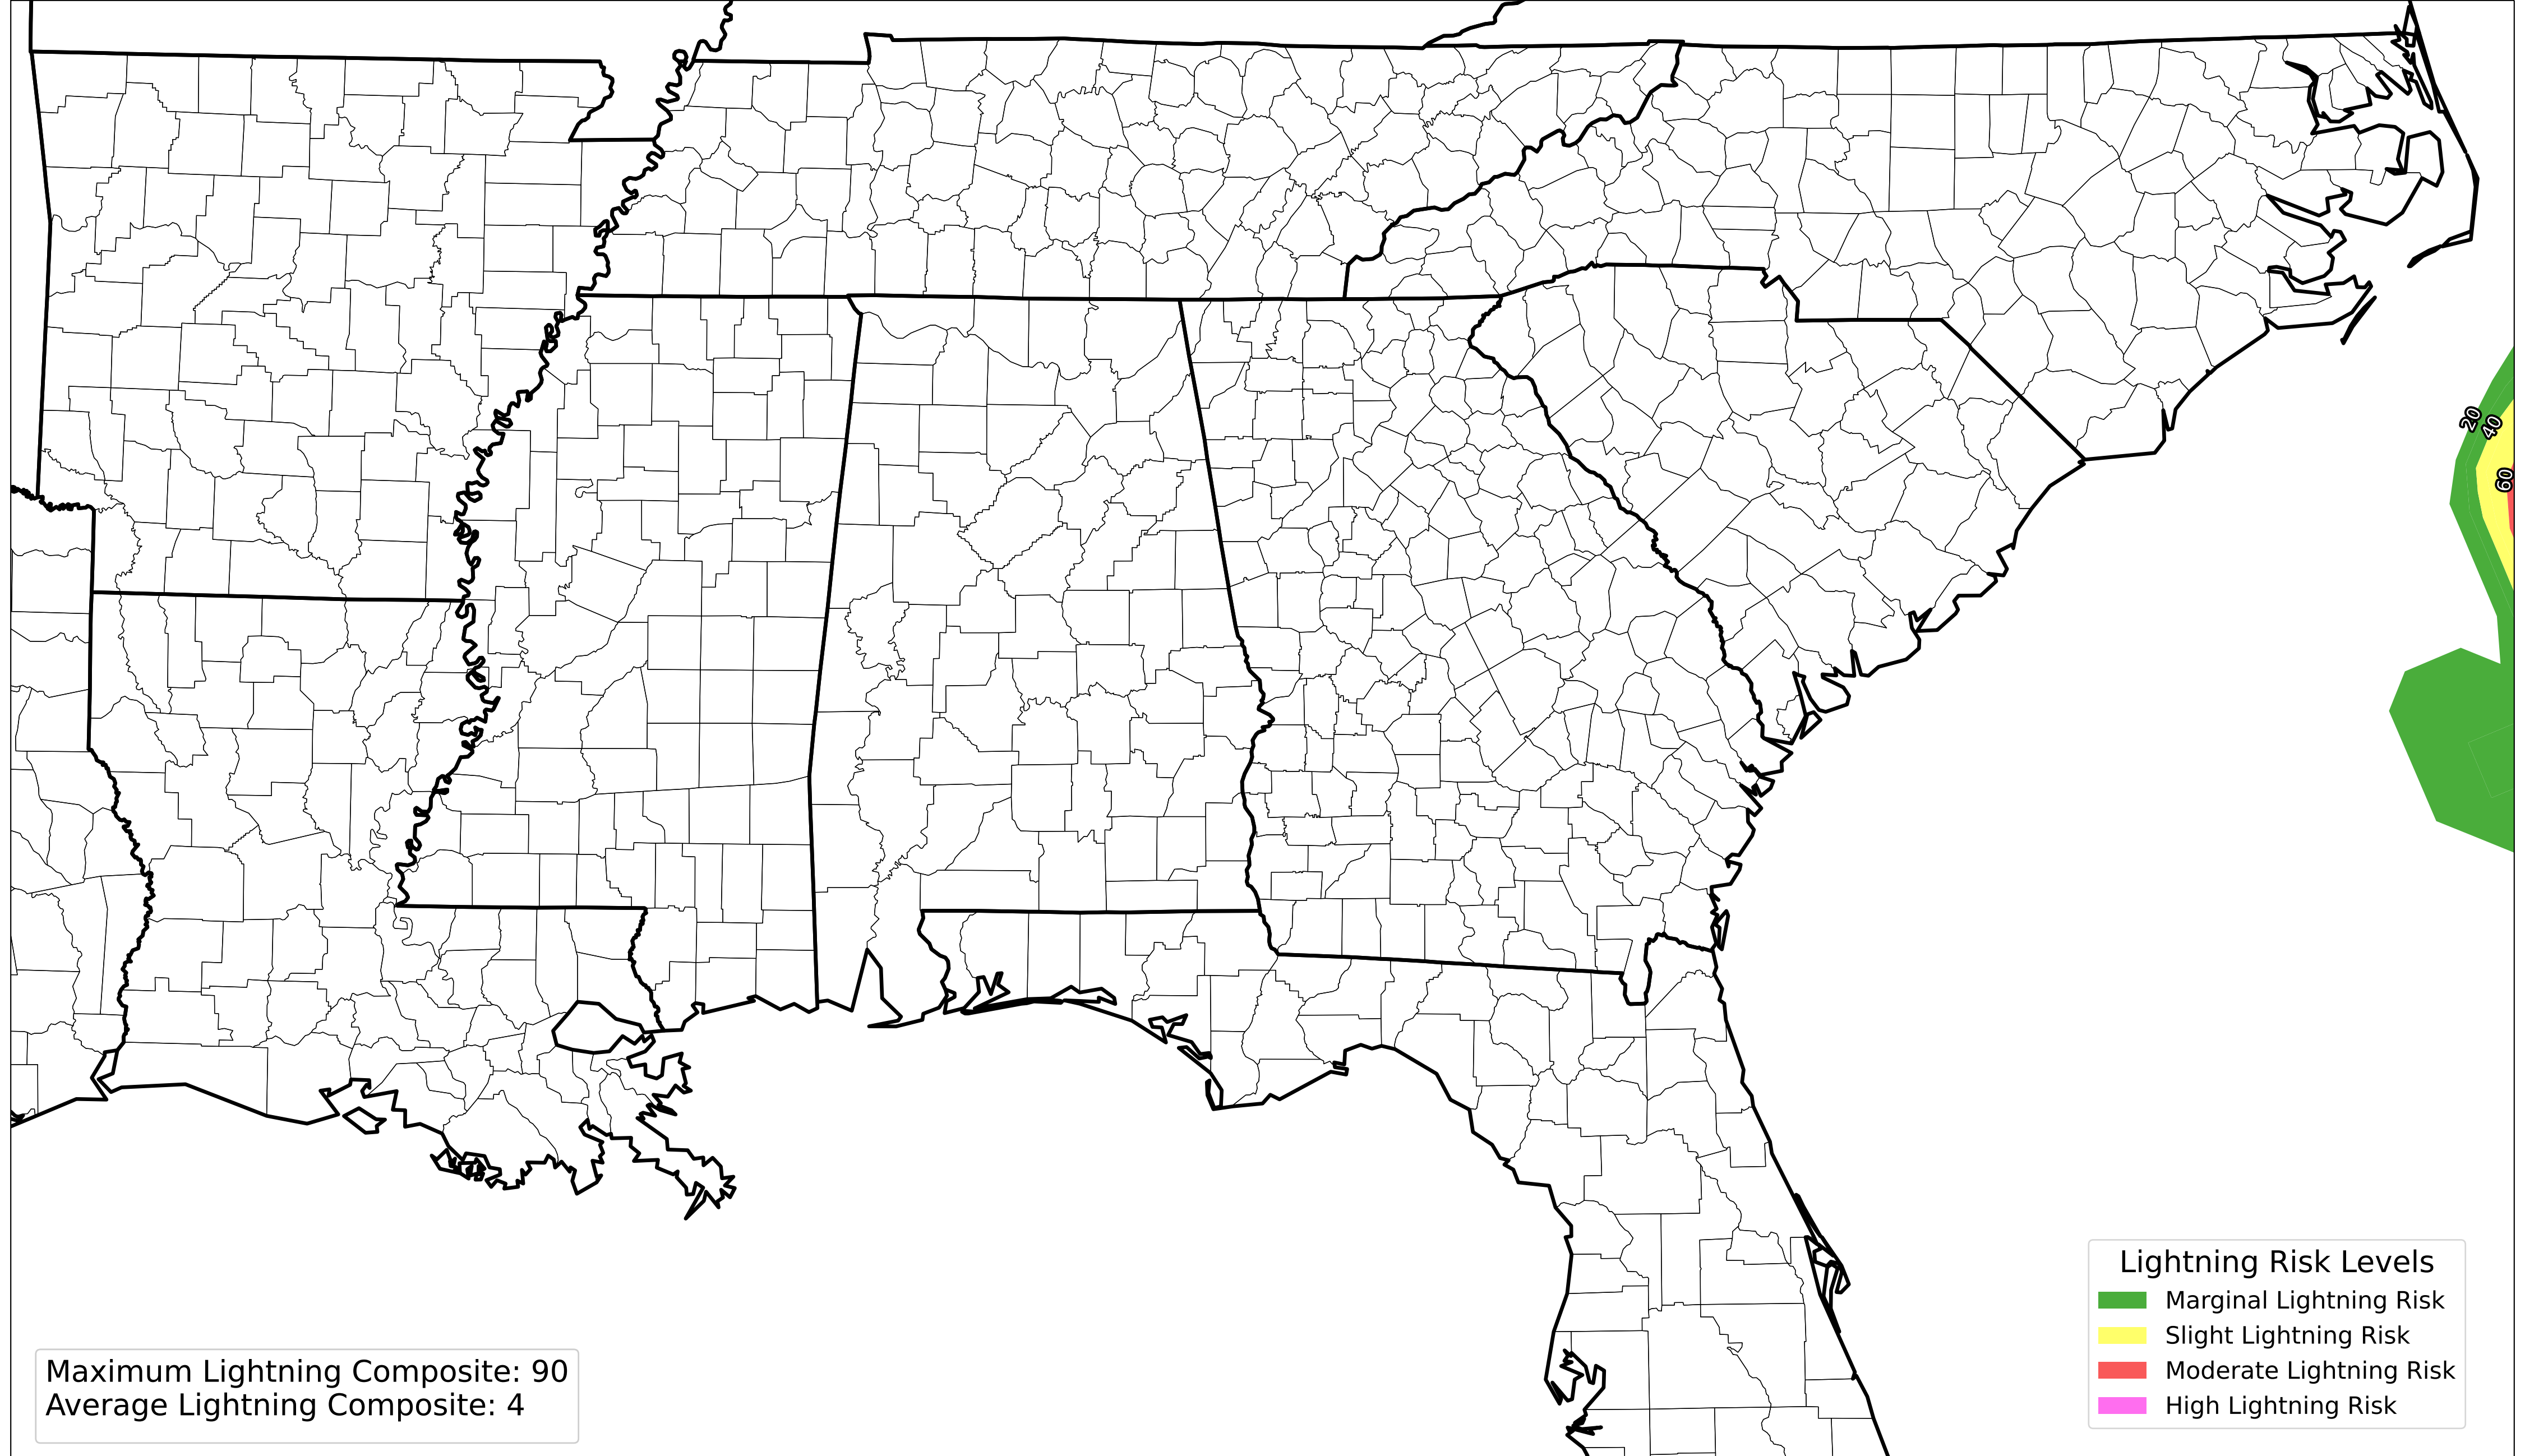 20
40
60
Lightning Risk Levels
Marginal Lightning Risk
Slight Lightning Risk
Moderate Lightning Risk
High Lightning Risk
Maximum Lightning Composite: 90
Average Lightning Composite: 4